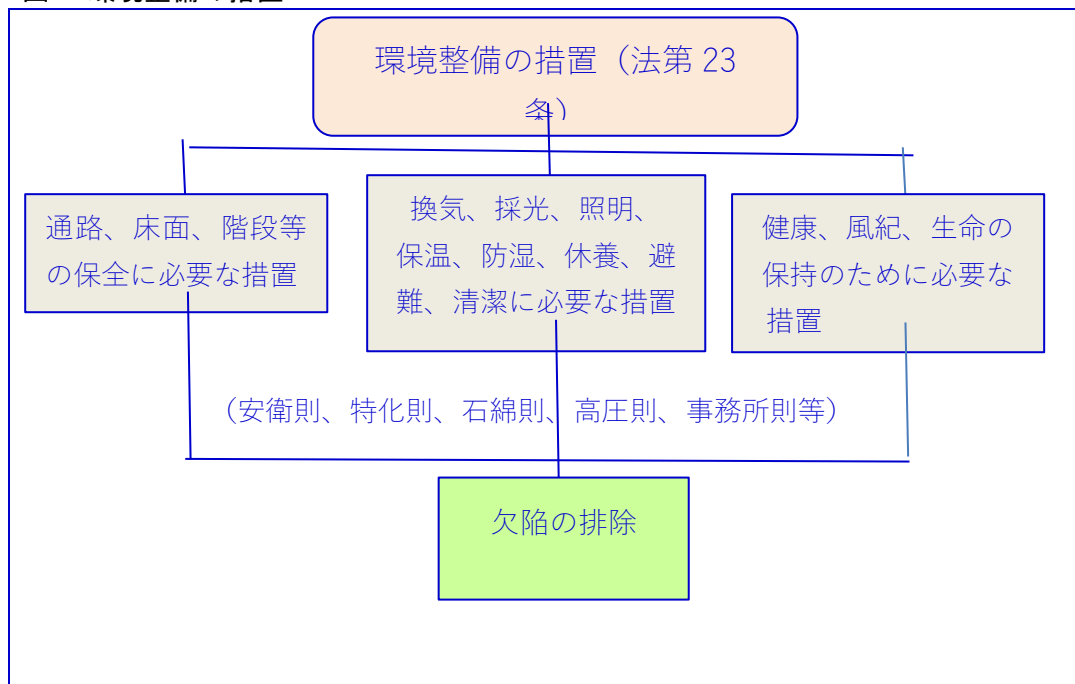 環境整備の措置（法第 23
条）
通路、床面、階段等
の保全に必要な措置
換気、採光、照明、
保温、防湿、休養、避
難、清潔に必要な措置
健康、風紀、生命の
保持のために必要な
措置
（安衛則、特化則、石綿則、高圧則、事務所則等）
欠陥の排除